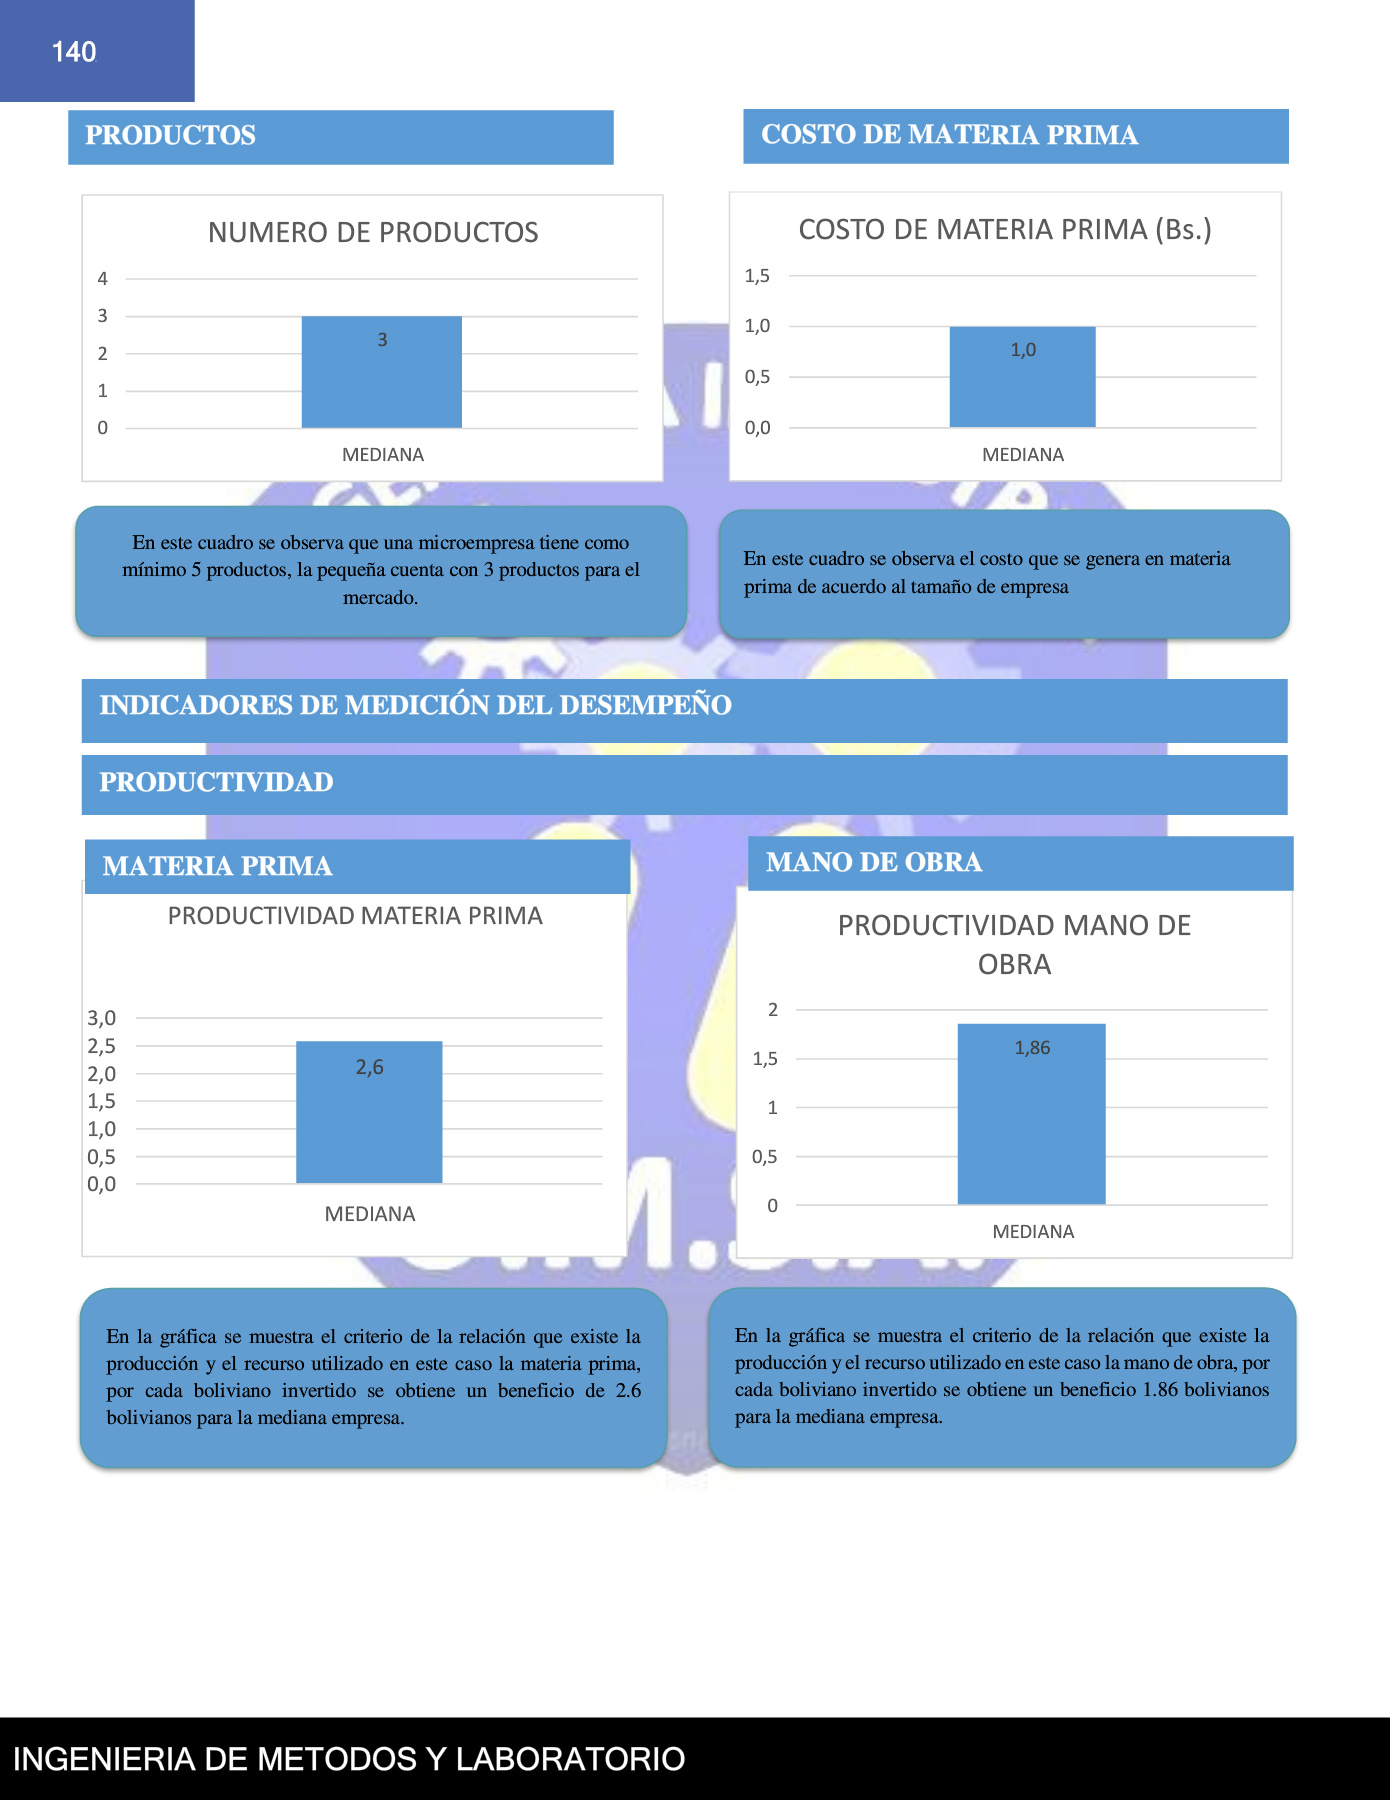 140
PRODUCTOS
NUMERO DE PRODUCTOS
4
3
2
1
0
3
MEDIANA
En este cuadro se observa que una microempresa tiene como
mínimo 5 productos, la pequeña cuenta con 3 productos para el
mercado.
COSTO DE MATERIA PRIMA
COSTO DE MATERIA PRIMA (Bs.)
1,5
1,0
0,5
0,0
1,0
MEDIANA
En este cuadro se observa el costo que se genera en materia
prima de acuerdo al tamaño de empresa
INDICADORES DE MEDICIÓN DEL DESEMPEÑO
PRODUCTIVIDAD
MATERIA PRIMA
PRODUCTIVIDAD MATERIA PRIMA
3,0
2,5
2,0
1,5
1,0
0,5
0,0
2,6
MEDIANA
En la gráfica se muestra el criterio de la relación que existe la
producción y el recurso utilizado en este caso la materia prima,
por cada boliviano invertido se obtiene un beneficio de 2.6
bolivianos para la mediana empresa.
MANO DE OBRA
PRODUCTIVIDAD MANO DE
OBRA
2
1,5
1
0,5
0
1,86
MEDIANA
En la gráfica se muestra el criterio de la relación que existe la
producción y el recurso utilizado en este caso la mano de obra, por
cada boliviano invertido se obtiene un beneficio 1.86 bolivianos
para la mediana empresa.
INGENIERIA DE METODOS Y LABORATORIO